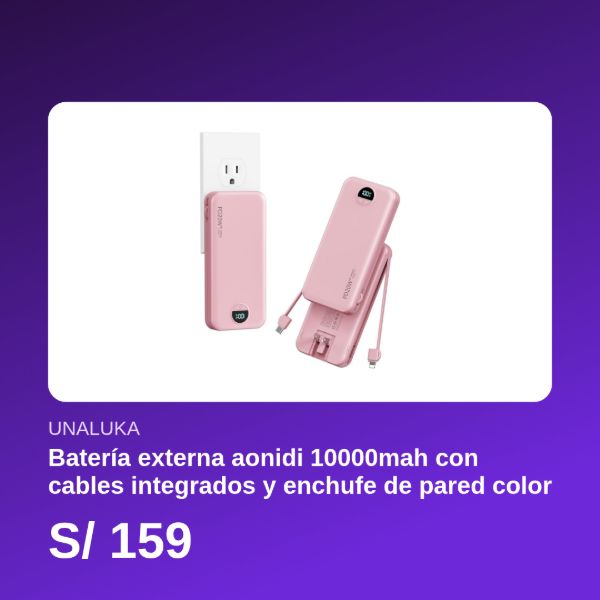 UNALUKA
Batería externa aonidi 10000mah con
cables integrados y enchufe de pared color
S/ 159